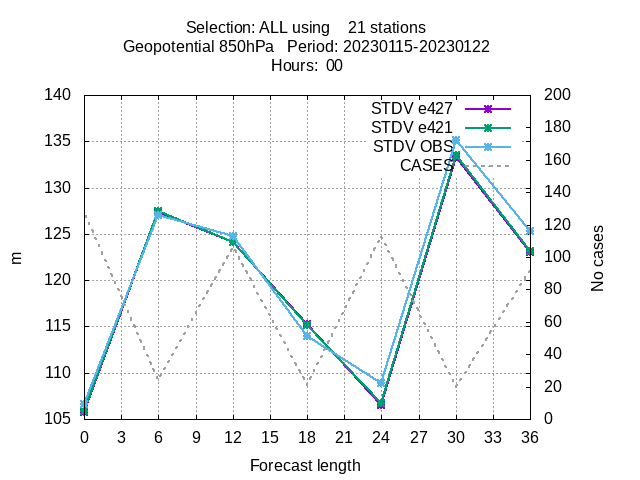 Selection: ALL using    21 stations
Geopotential 850hPa   Period: 20230115-20230122
Hours:  00
140
135
130
125
120
115
110
105
m
200
180
160
140
120
100
80
60
40
20
0
No cases
STDV e427
STDV e421
STDV OBS
CASES
0 3 6 9 12 15 18 21 24 27 30 33 36
Forecast length